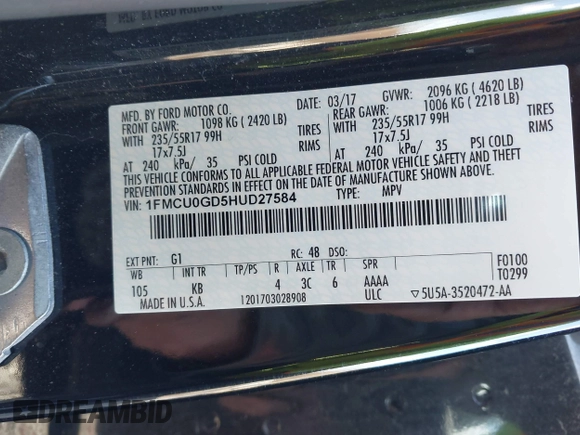 MFD. BY FORD MOTOR CO.
DATE: 03/17 GVWR: 2096 KG ( 4620 LB)
FRONT GAWR: 1098 KG ( 2420 LB) REAR GAWR: 1006 KG ( 2218 LB)
WITH 235/55R17 99H TIRES WITH 235/55R17 99H TIRES
17x7.5J RIMS 17x7.5J RIMS
AT 240 kPa/ 35 PSI COLD AT 240 kPa/ 35 PSI COLD
THIS VEHICLE CONFORMS TO ALL APPLICABLE FEDERAL MOTOR VEHICLE SAFETY AND BUMPER
STANDARDS IN EFFECT ON THE DATE OF MANUFACTURE SHOWN ABOVE, AND THEFT
PREVENTION STANDARD.
VIN: 1FMCU0GD5HUD27584 TYPE: MPV
EXT PNT: G1 RC: 48 DSO: F0100
WB INT TR TP/PS R AXLE TR SPR T0299
105 KB 4 3C 6 AAAA
MADE IN U.S.A. 1201703028908 ULC ▽5U5A-3520472-AA
DREAMBID